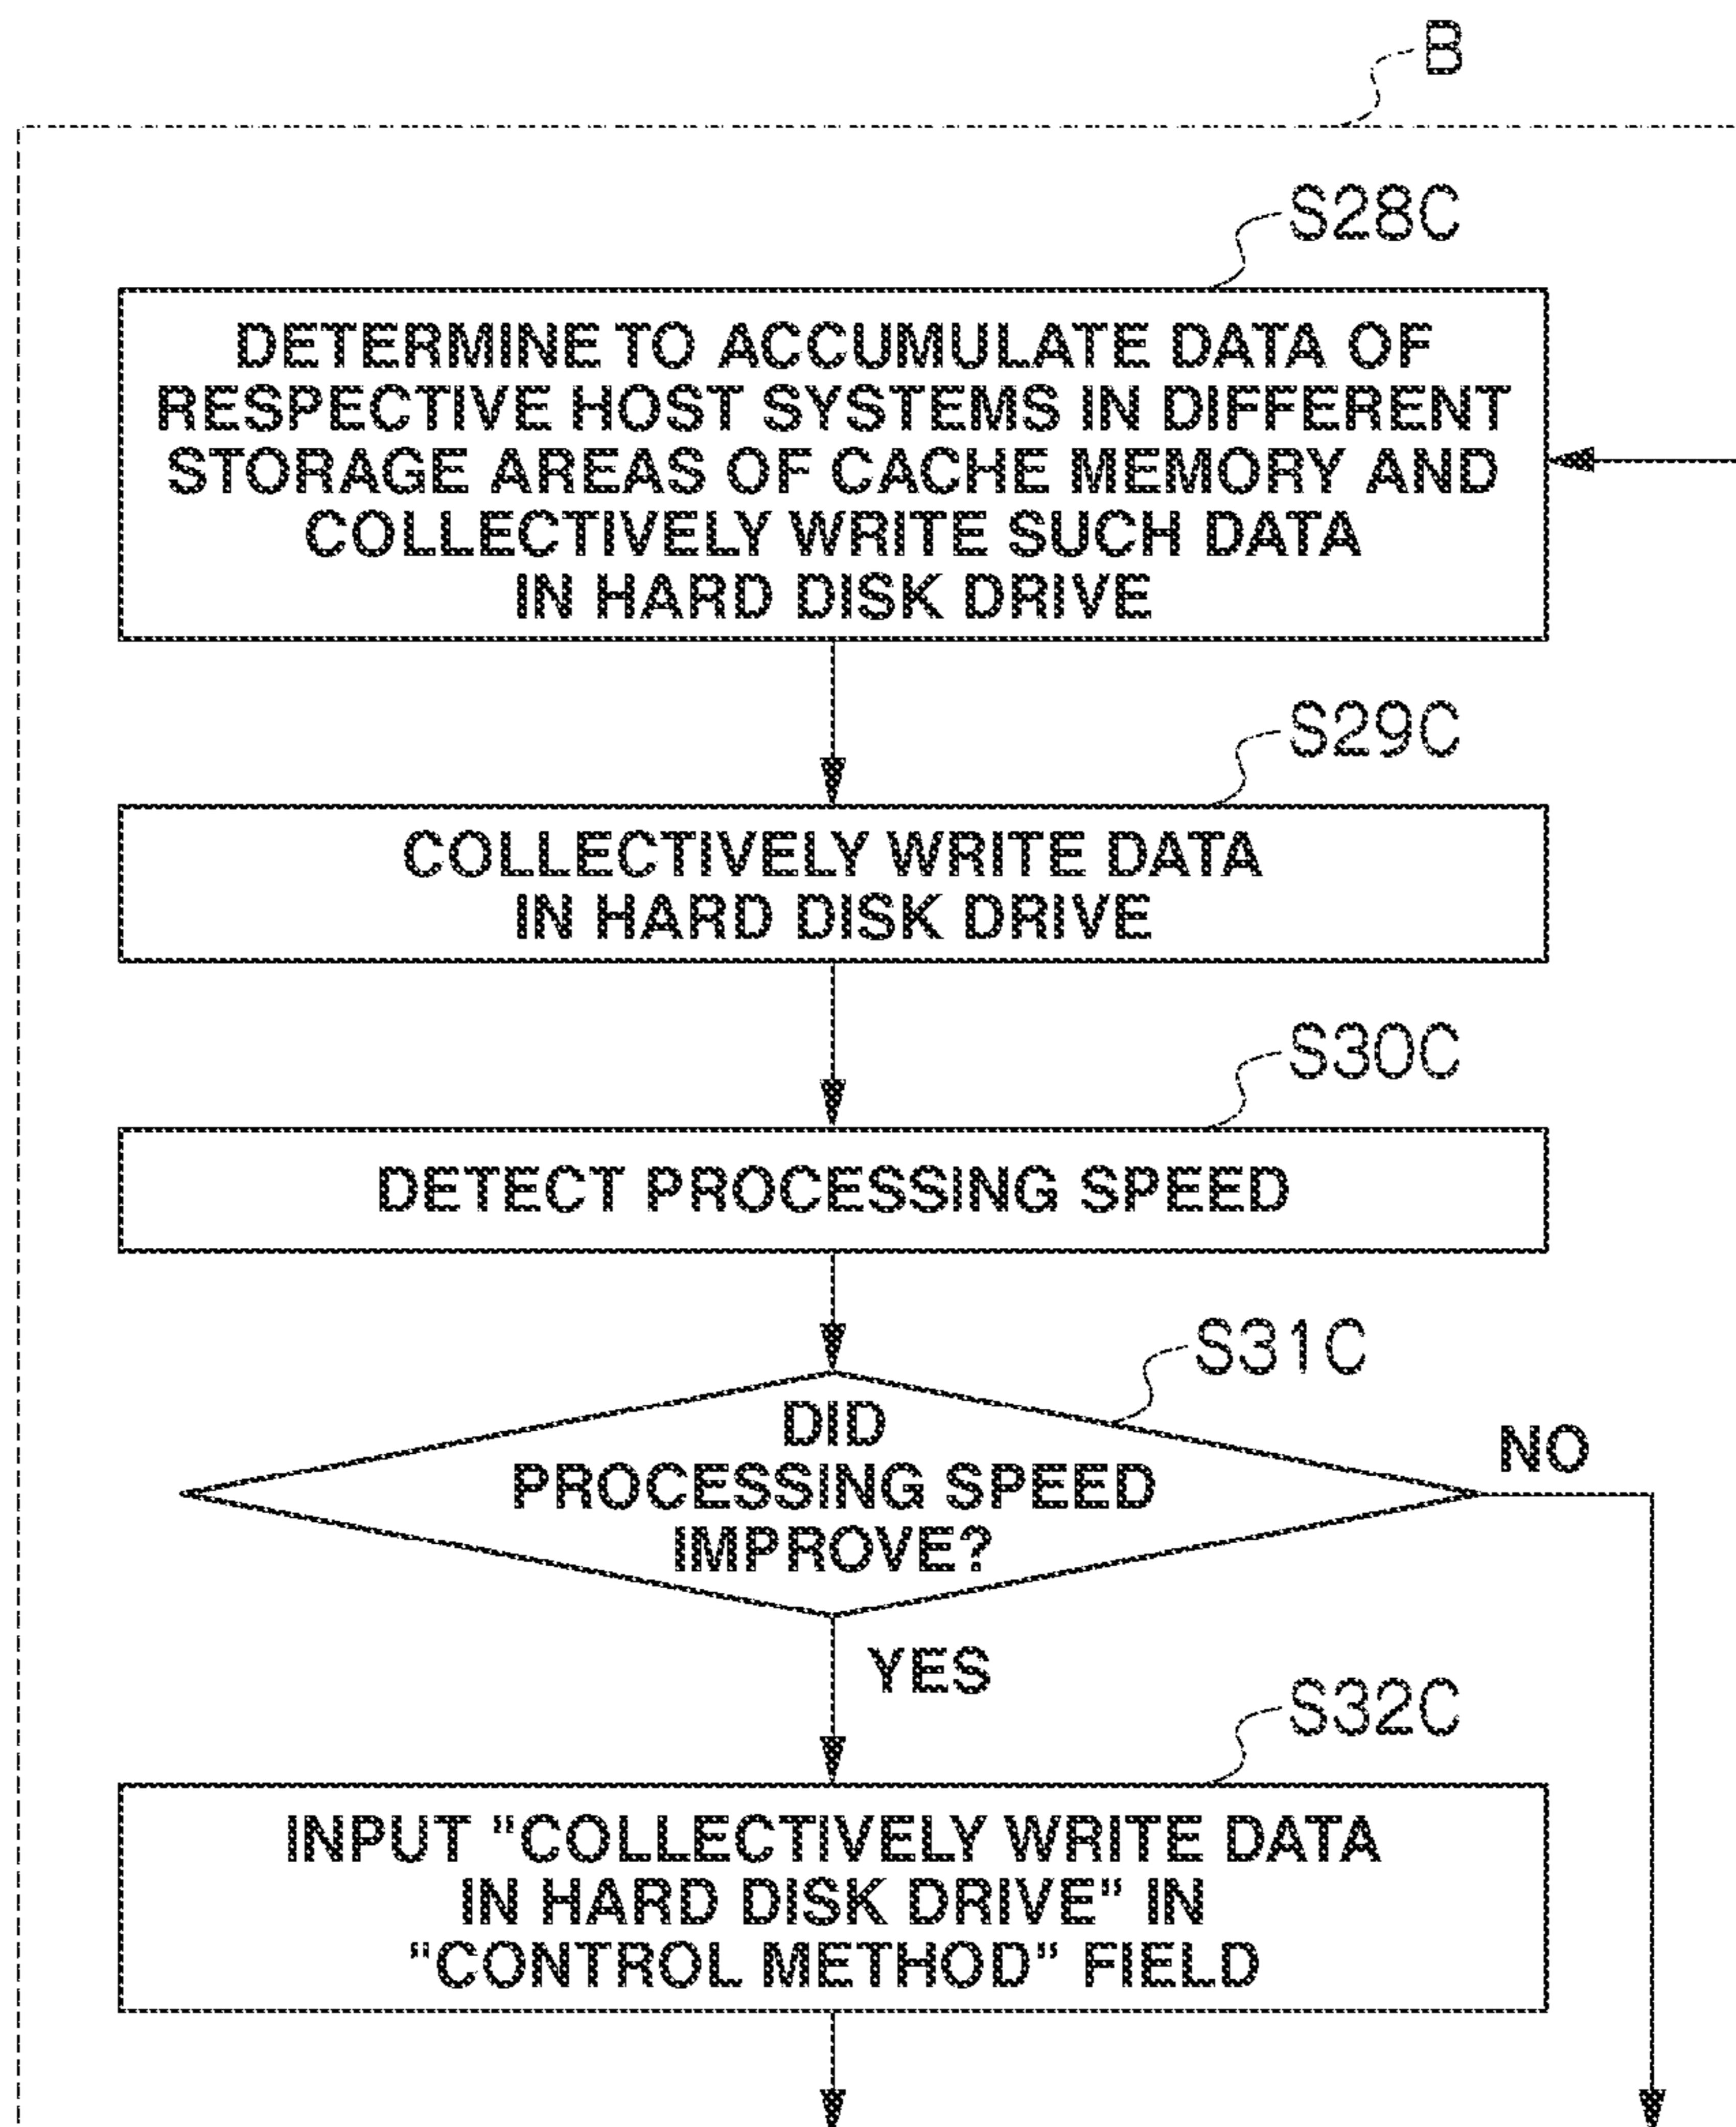 B
S28C
DETERMINE TO ACCUMULATE DATA OF
RESPECTIVE HOST SYSTEMS IN DIFFERENT
STORAGE AREAS OF CACHE MEMORY AND
COLLECTIVELY WRITE SUCH DATA
IN HARD DISK DRIVE
S29C
COLLECTIVELY WRITE DATA
IN HARD DISK DRIVE
S30C
DETECT PROCESSING SPEED
S31C
DID
PROCESSING SPEED
IMPROVE?
NO
YES
S32C
INPUT "COLLECTIVELY WRITE DATA
IN HARD DISK DRIVE" IN
"CONTROL METHOD" FIELD